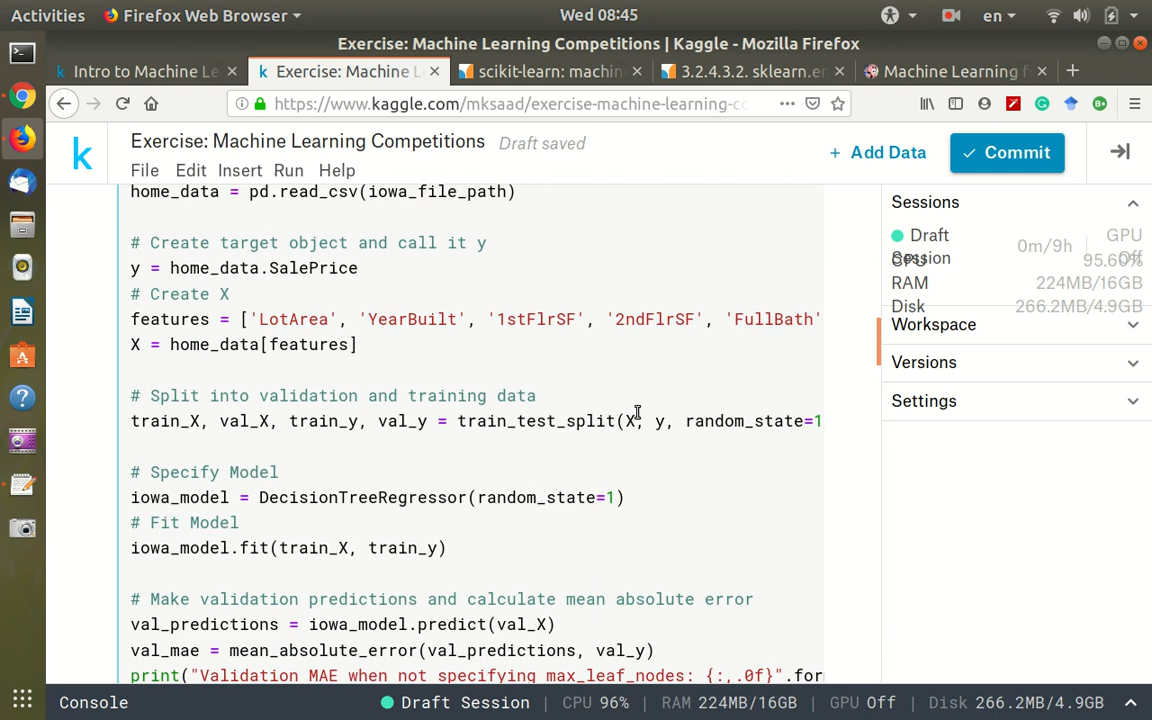 Activities Firefox Web Browser Wed 08:45 en
Exercise: Machine Learning Competitions | Kaggle - Mozilla Firefox
Intro to Machine Le × Exercise: Machine L × scikit-learn: machin × 3.2.4.3.2. sklearn.en × Machine Learning f × +
https://www.kaggle.com/mksaad/exercise-machine-learning-co
Exercise: Machine Learning Competitions Draft saved
+ Add Data
✓ Commit
File Edit Insert Run Help
home_data = pd.read_csv(iowa_file_path)
# Create target object and call it y
y = home_data.SalePrice
# Create X
features = ['LotArea', 'YearBuilt', '1stFlrSF', '2ndFlrSF', 'FullBath'
X = home_data[features]
# Split into validation and training data
train_X, val_X, train_y, val_y = train_test_split(X, y, random_state=1
# Specify Model
iowa_model = DecisionTreeRegressor(random_state=1)
# Fit Model
iowa_model.fit(train_X, train_y)
# Make validation predictions and calculate mean absolute error
val_predictions = iowa_model.predict(val_X)
val_mae = mean_absolute_error(val_predictions, val_y)
print("Validation MAE when not specifying max_leaf_nodes: {:,.0f}".for
Sessions
Draft Session 0m/9h GPU Off
CPU 95.60%
RAM 224MB/16GB
Disk 266.2MB/4.9GB
Workspace
Versions
Settings
Console Draft Session | CPU 96% | RAM 224MB/16GB | GPU Off | Disk 266.2MB/4.9GB